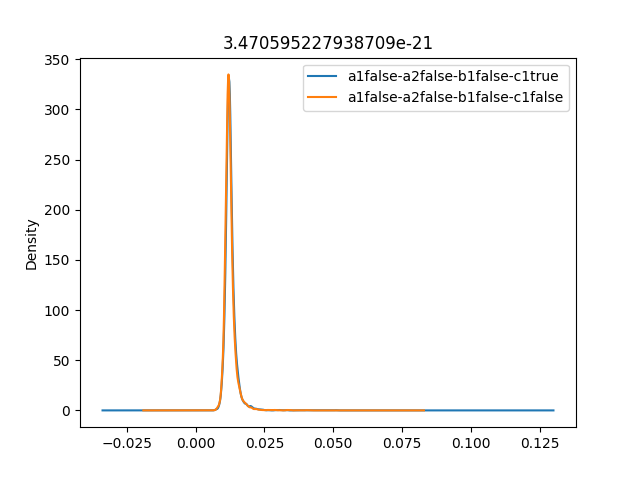 3.470595227938709e-21
350
300
250
200
150
100
50
0
Density
a1false-a2false-b1false-c1true
a1false-a2false-b1false-c1false
−0.025 0.000 0.025 0.050 0.075 0.100 0.125